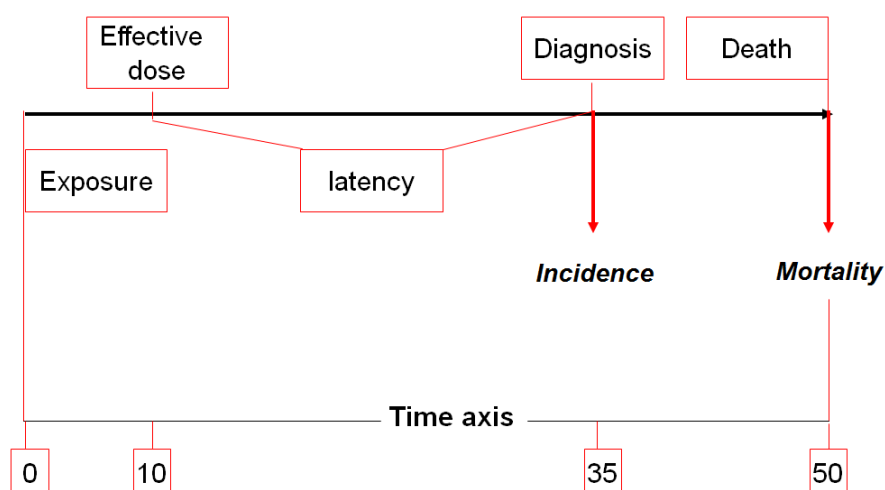 Effective
dose
Diagnosis
Death
Exposure
latency
Incidence
Mortality
Time axis
0
10
35
50